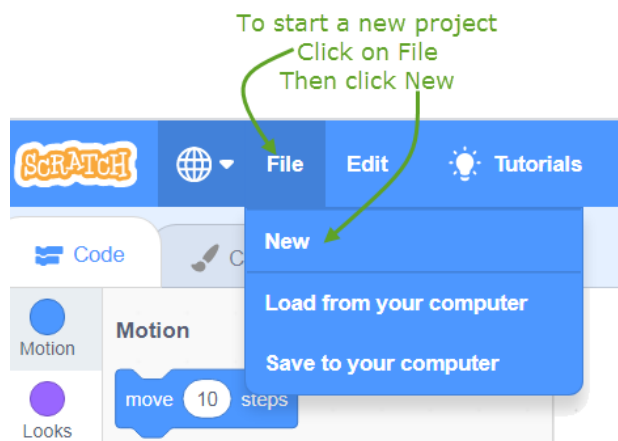 To start a new project
Click on File
Then click New
SCRATCH File Edit Tutorials
New
Code C
Load from your computer
Motion Motion
Save to your computer
move 10 steps
Looks